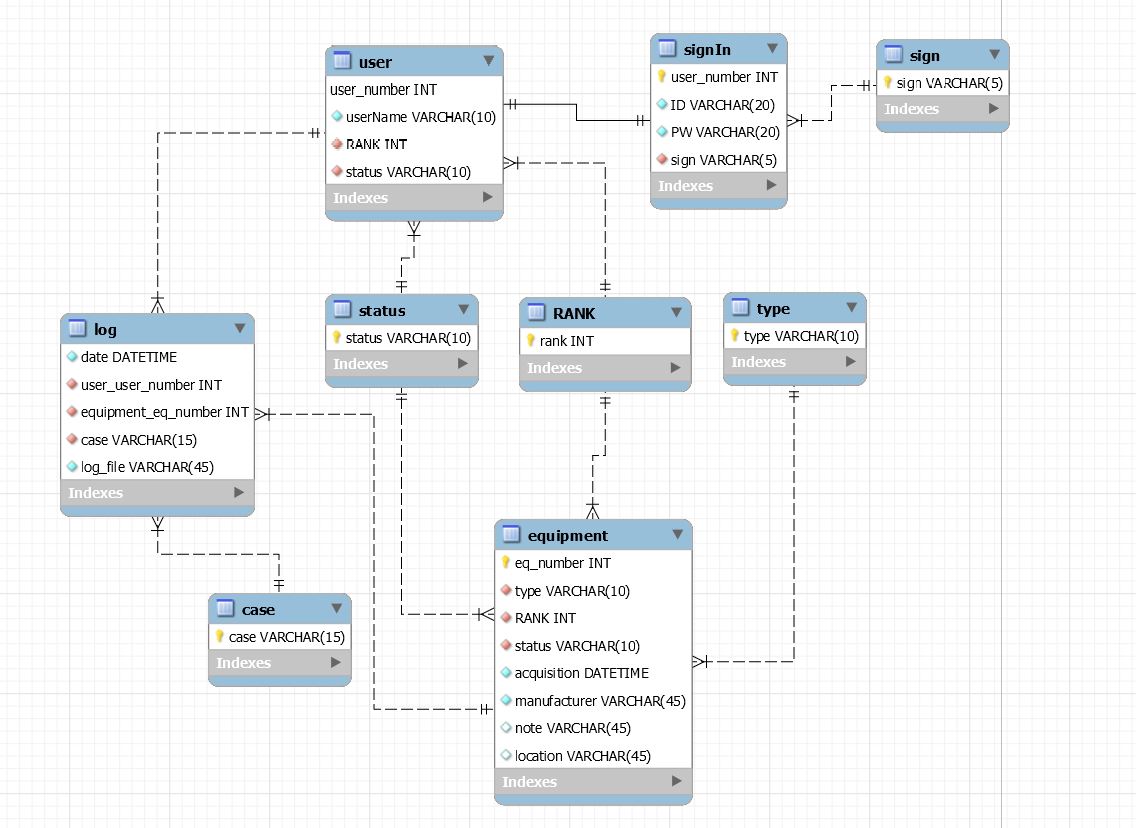 user
user_number INT
userName VARCHAR(10)
RANK INT
status VARCHAR(10)
Indexes
signIn
user_number INT
ID VARCHAR(20)
PW VARCHAR(20)
sign VARCHAR(5)
Indexes
sign
sign VARCHAR(5)
Indexes
log
date DATETIME
user_user_number INT
equipment_eq_number INT
case VARCHAR(15)
log_file VARCHAR(45)
Indexes
status
status VARCHAR(10)
Indexes
RANK
rank INT
Indexes
type
type VARCHAR(10)
Indexes
case
case VARCHAR(15)
Indexes
equipment
eq_number INT
type VARCHAR(10)
RANK INT
status VARCHAR(10)
acquisition DATETIME
manufacturer VARCHAR(45)
note VARCHAR(45)
location VARCHAR(45)
Indexes